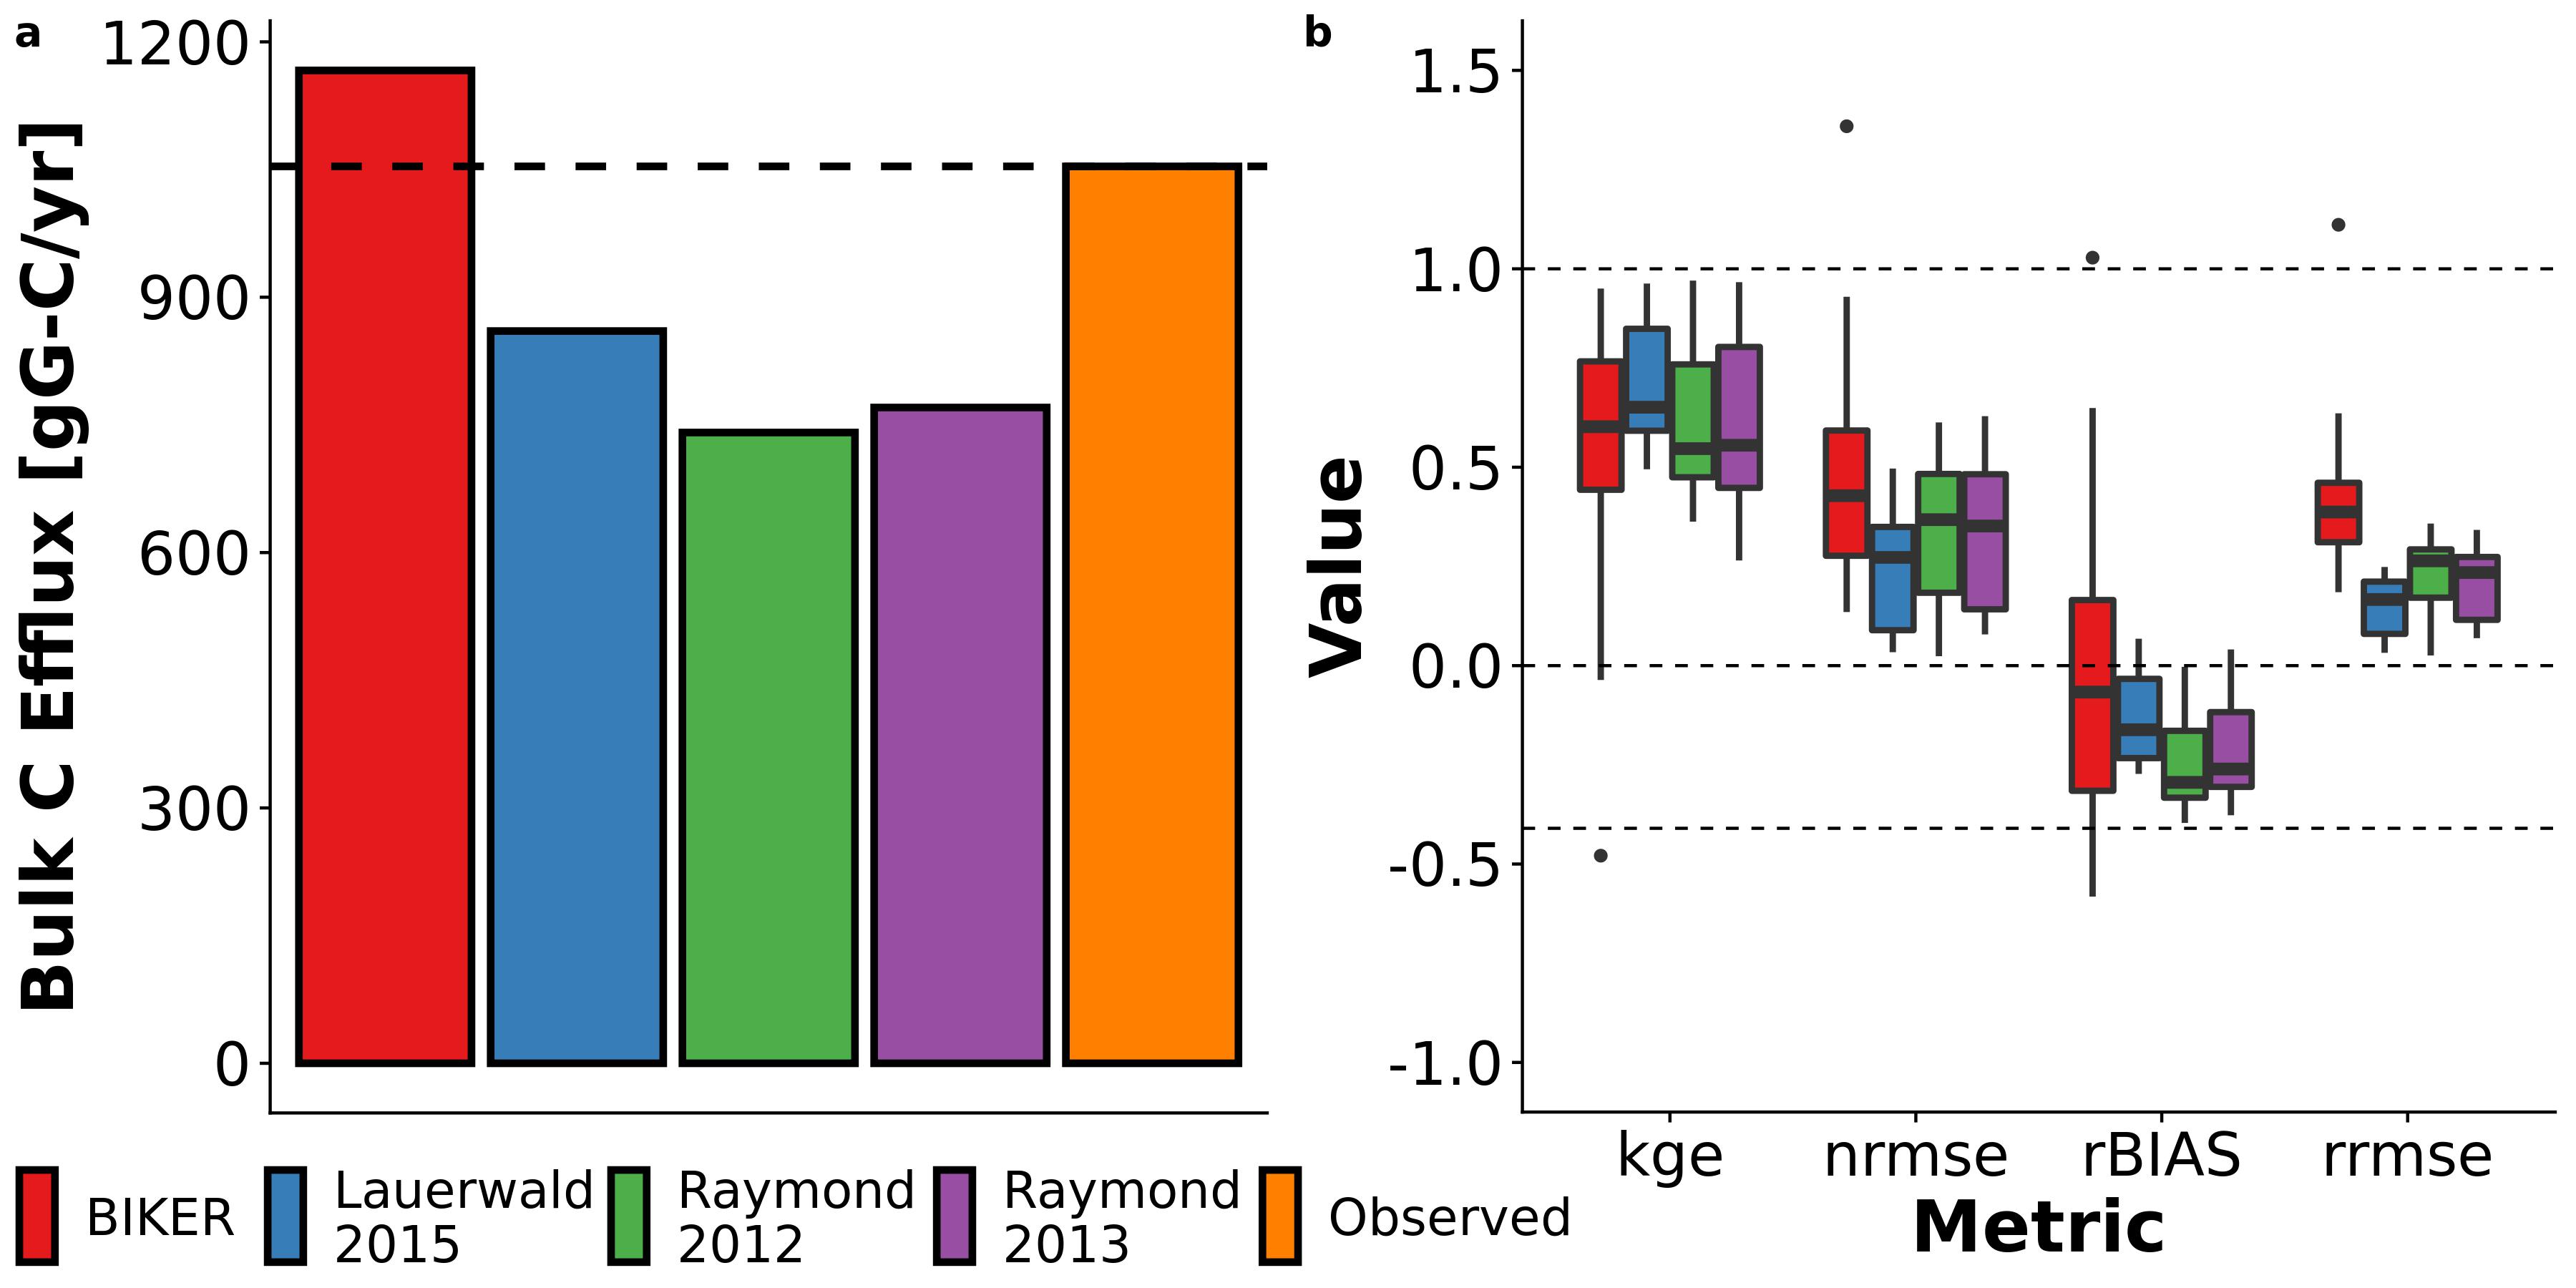 a
1200
900
600
300
0
Bulk C Efflux [gG-C/yr]
b
1.5
1.0
0.5
0.0
-0.5
-1.0
Value
kge nrmse rBIAS rrmse
Metric
BIKER
Lauerwald
2015
Raymond
2012
Raymond
2013
Observed